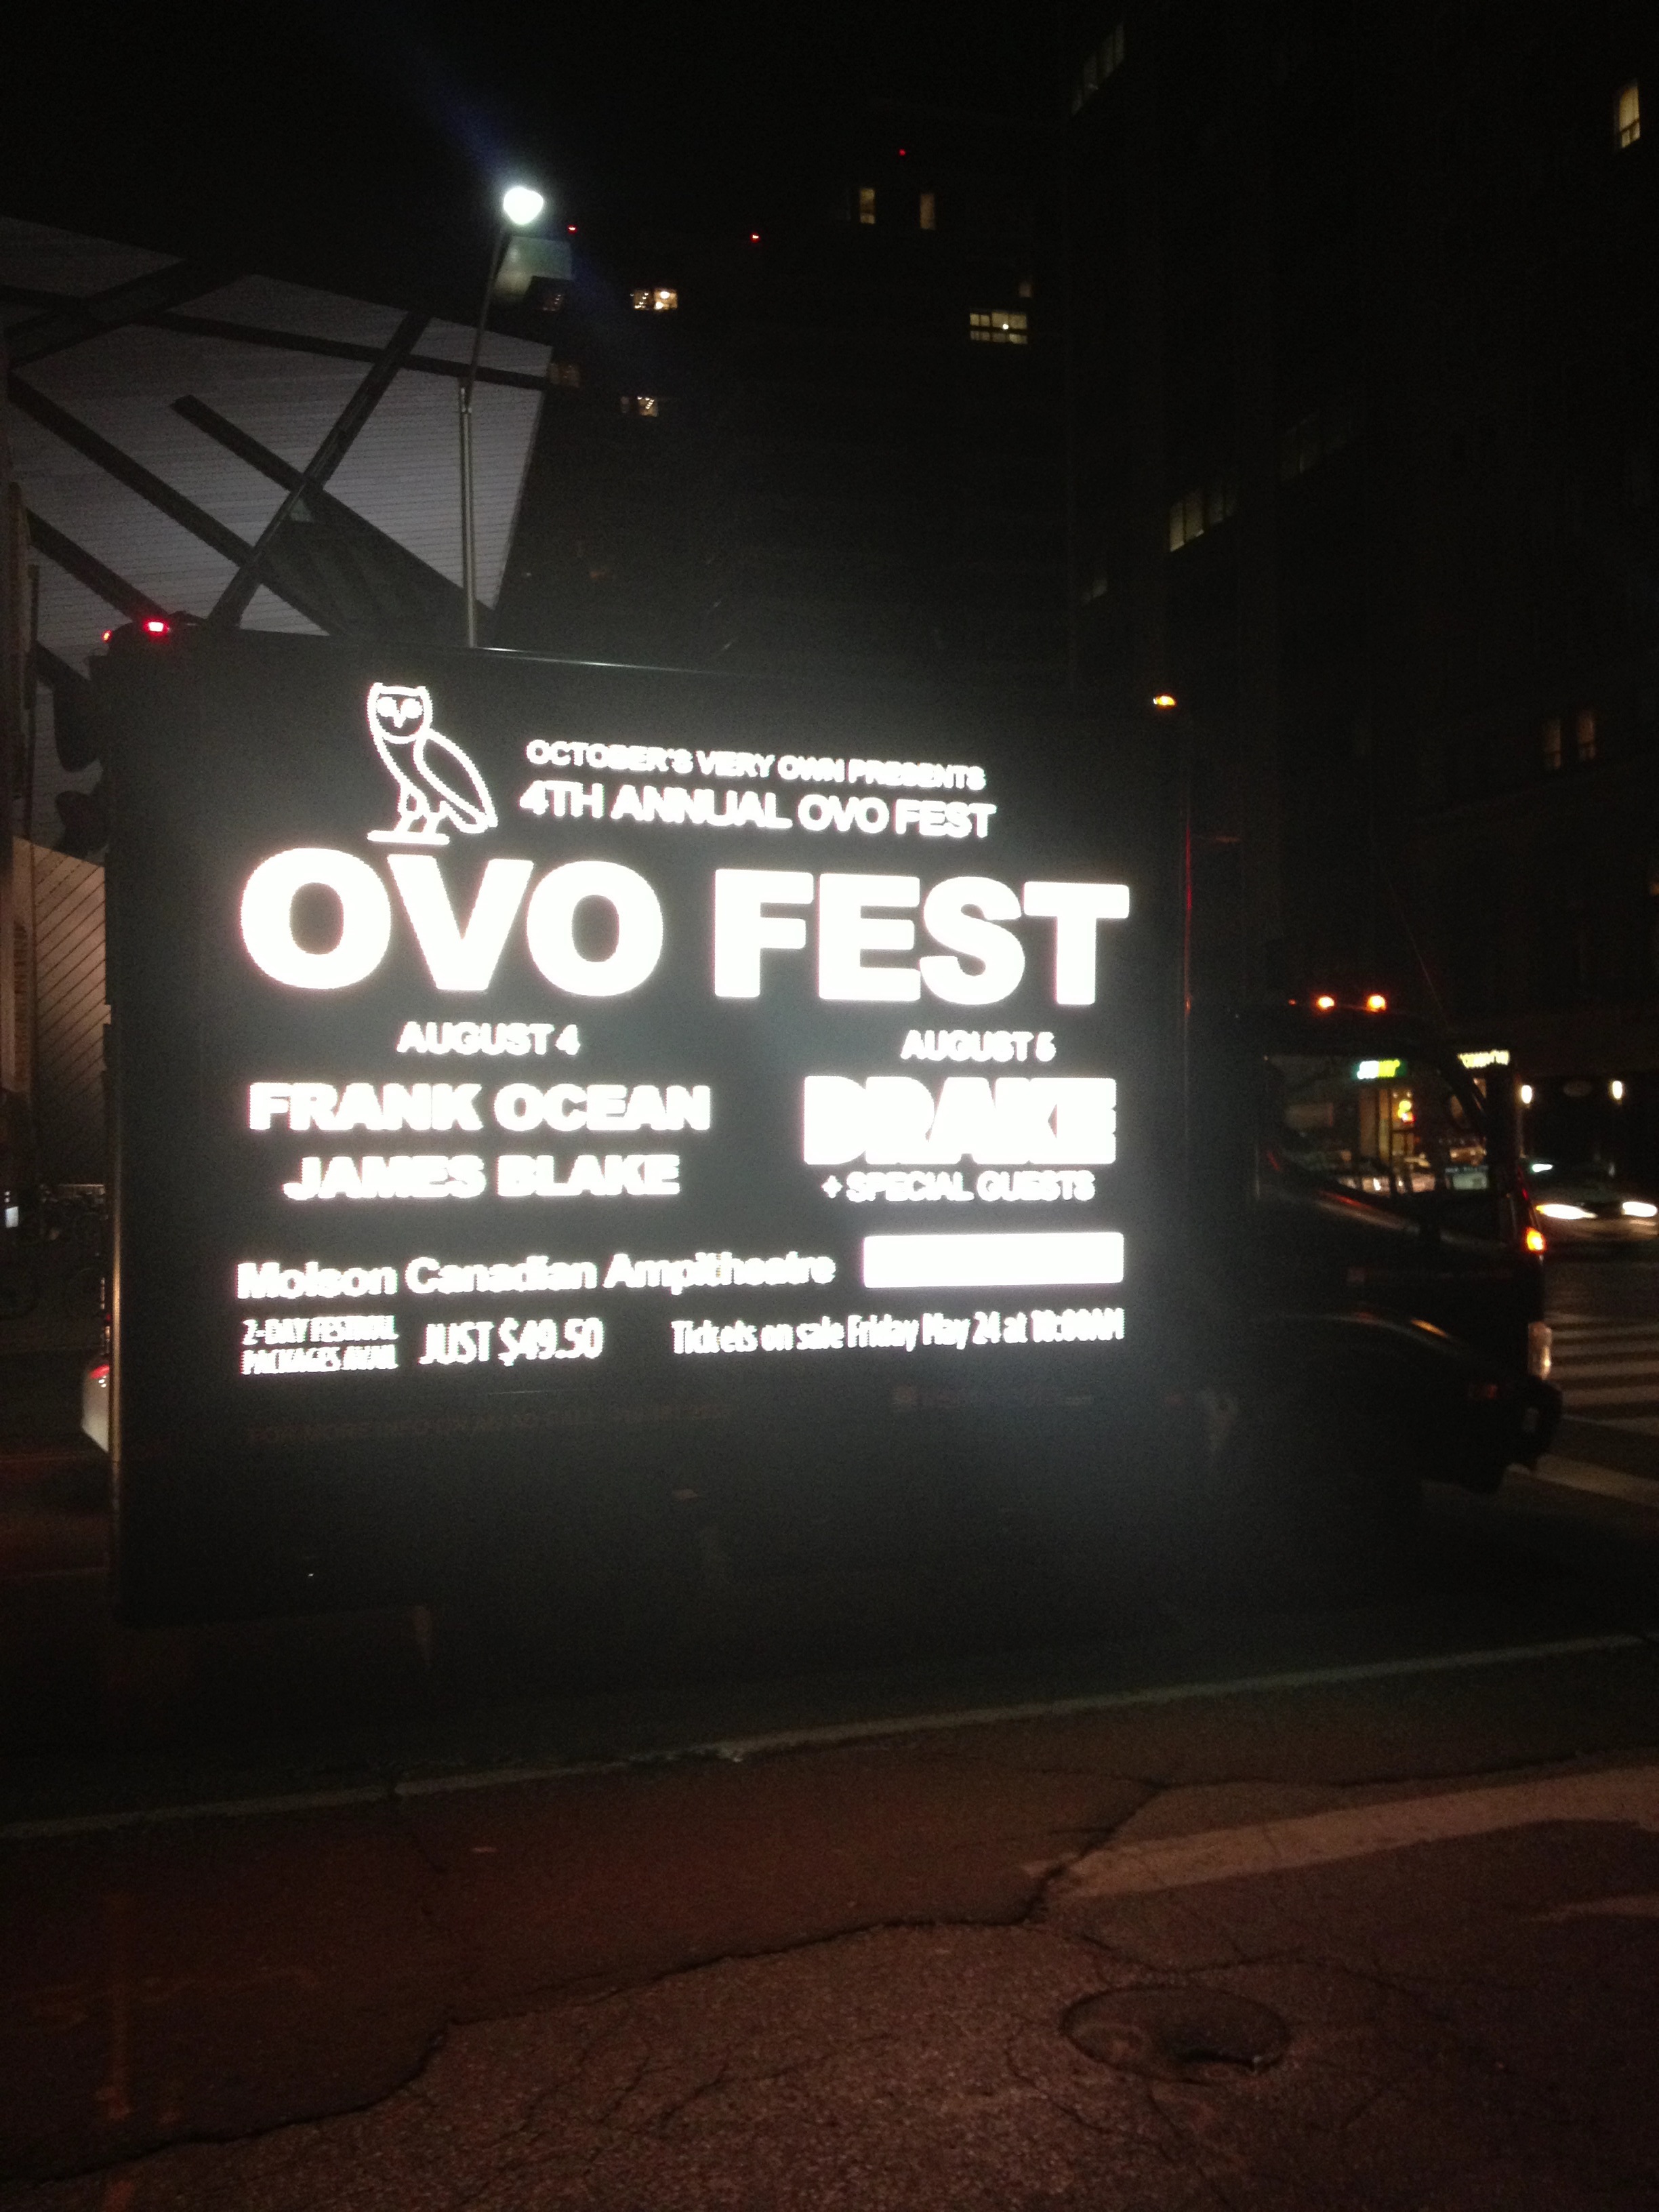 OCTOBER'S VERY OWN PRESENTS
4TH ANNUAL OVO FEST
OVO FEST
AUGUST 4
FRANK OCEAN
JAMES BLAKE
AUGUST 5
DRAKE
+ SPECIAL GUESTS
Molson Canadian Ampitheatre
2-DAY FESTIVAL
PACKAGES AVAIL
JUST $49.50
Tickets on sale Friday May 24 at 10:00AM